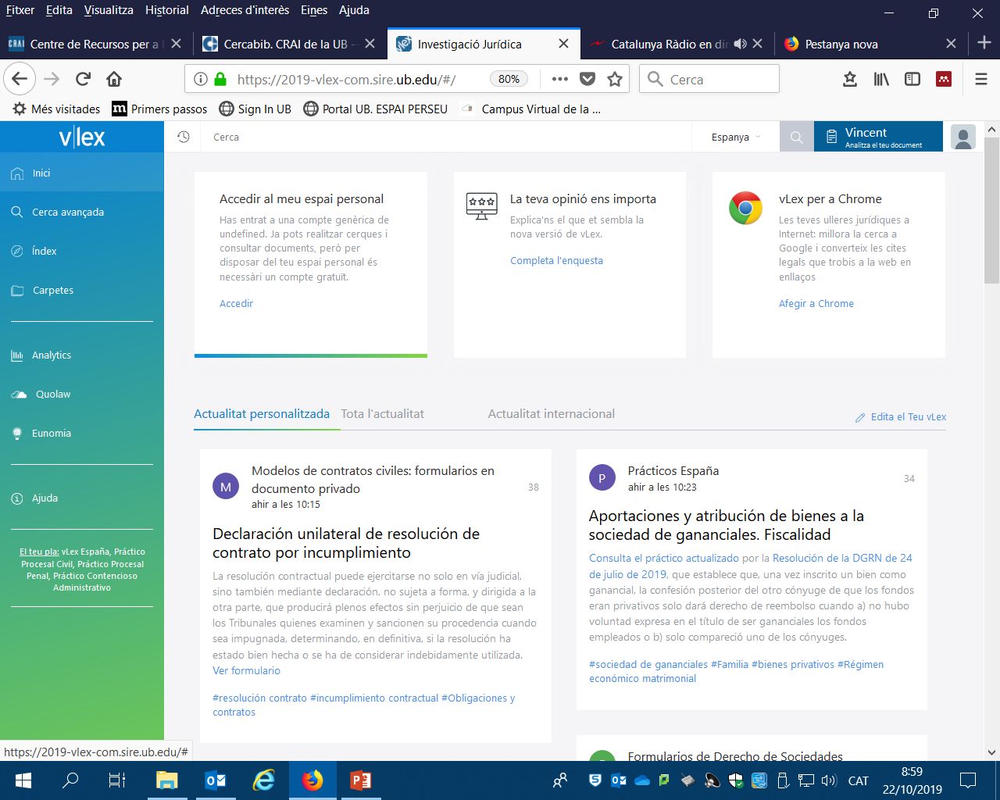 Fitxer Edita Visualitza Historial Adreces d'interès Eines Ajuda
CRAI Centre de Recursos per a l
Cercabib. CRAI de la UB -
Investigació Jurídica
Catalunya Ràdio en dir
Pestanya nova
https://2019-vlex-com.sire.ub.edu/#/
80%
Cerca
Més visitades
m Primers passos
Sign In UB
Portal UB. ESPAI PERSEU
Campus Virtual de la ...
v|lex
Cerca
Espanya
Vincent
Analitza el teu document
Inici
Cerca avançada
Índex
Carpetes
Analytics
Quolaw
Eunomia
Ajuda
El teu pla: vLex España, Práctico
Procesal Civil, Práctico Procesal
Penal, Práctico Contencioso
Administrativo
Accedir al meu espai personal
Has entrat a una compte genèrica de
undefined. Ja pots realitzar cerques i
consultar documents, però per
disposar del teu espai personal és
necessàri un compte gratuït.
Accedir
La teva opinió ens importa
Explica'ns el que et sembla la
nova versió de vLex.
Completa l'enquesta
vLex per a Chrome
Les teves ulleres jurídiques a
Internet: millora la cerca a
Google i converteix les cites
legals que trobis a la web en
enllaços
Afegir a Chrome
Actualitat personalitzada
Tota l'actualitat
Actualitat internacional
Edita el Teu vLex
M
Modelos de contratos civiles: formularios en
documento privado
ahir a les 10:15
38
Declaración unilateral de resolución de
contrato por incumplimiento
La resolución contractual puede ejercitarse no solo en vía judicial,
sino también mediante declaración, no sujeta a forma, y dirigida a la
otra parte, que producirá plenos efectos sin perjuicio de que sean
los Tribunales quienes examinen y sancionen su procedencia cuando
sea impugnada, determinando, en definitiva, si la resolución ha
estado bien hecha o se ha de considerar indebidamente utilizada.
Ver formulario
#resolución contrato #incumplimiento contractual #Obligaciones y
contratos
P
Prácticos España
ahir a les 10:23
34
Aportaciones y atribución de bienes a la
sociedad de gananciales. Fiscalidad
Consulta el práctico actualizado por la Resolución de la DGRN de 24
de julio de 2019, que establece que, una vez inscrito un bien como
ganancial, la confesión posterior del otro cónyuge de que los fondos
eran privativos solo dará derecho de reembolso cuando a) no hubo
voluntad expresa en el título de ser gananciales los fondos
empleados o b) solo compareció uno de los cónyuges.
#sociedad de gananciales #Familia #bienes privativos #Régimen
económico matrimonial
Formularios de Derecho de Sociedades
https://2019-vlex-com.sire.ub.edu/#
CAT
8:59
22/10/2019